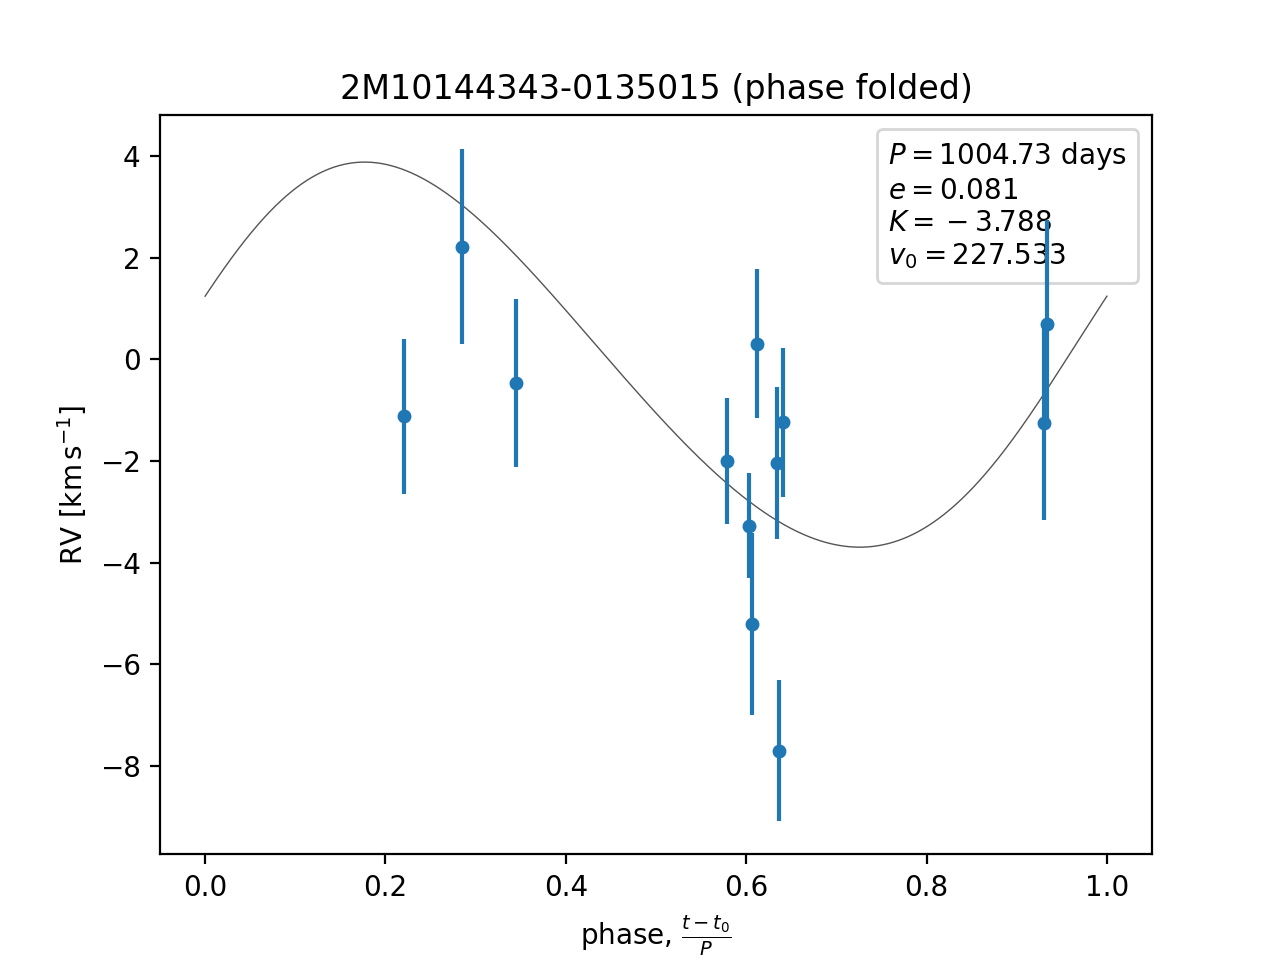 2M10144343-0135015 (phase folded)
P = 1004.73 days
e = 0.081
K = − 3.788
v₀ = 227.533
4
2
0
−2
−4
−6
−8
RV [km s⁻¹]
0.0 0.2 0.4 0.6 0.8 1.0
phase, (t − t₀)/P